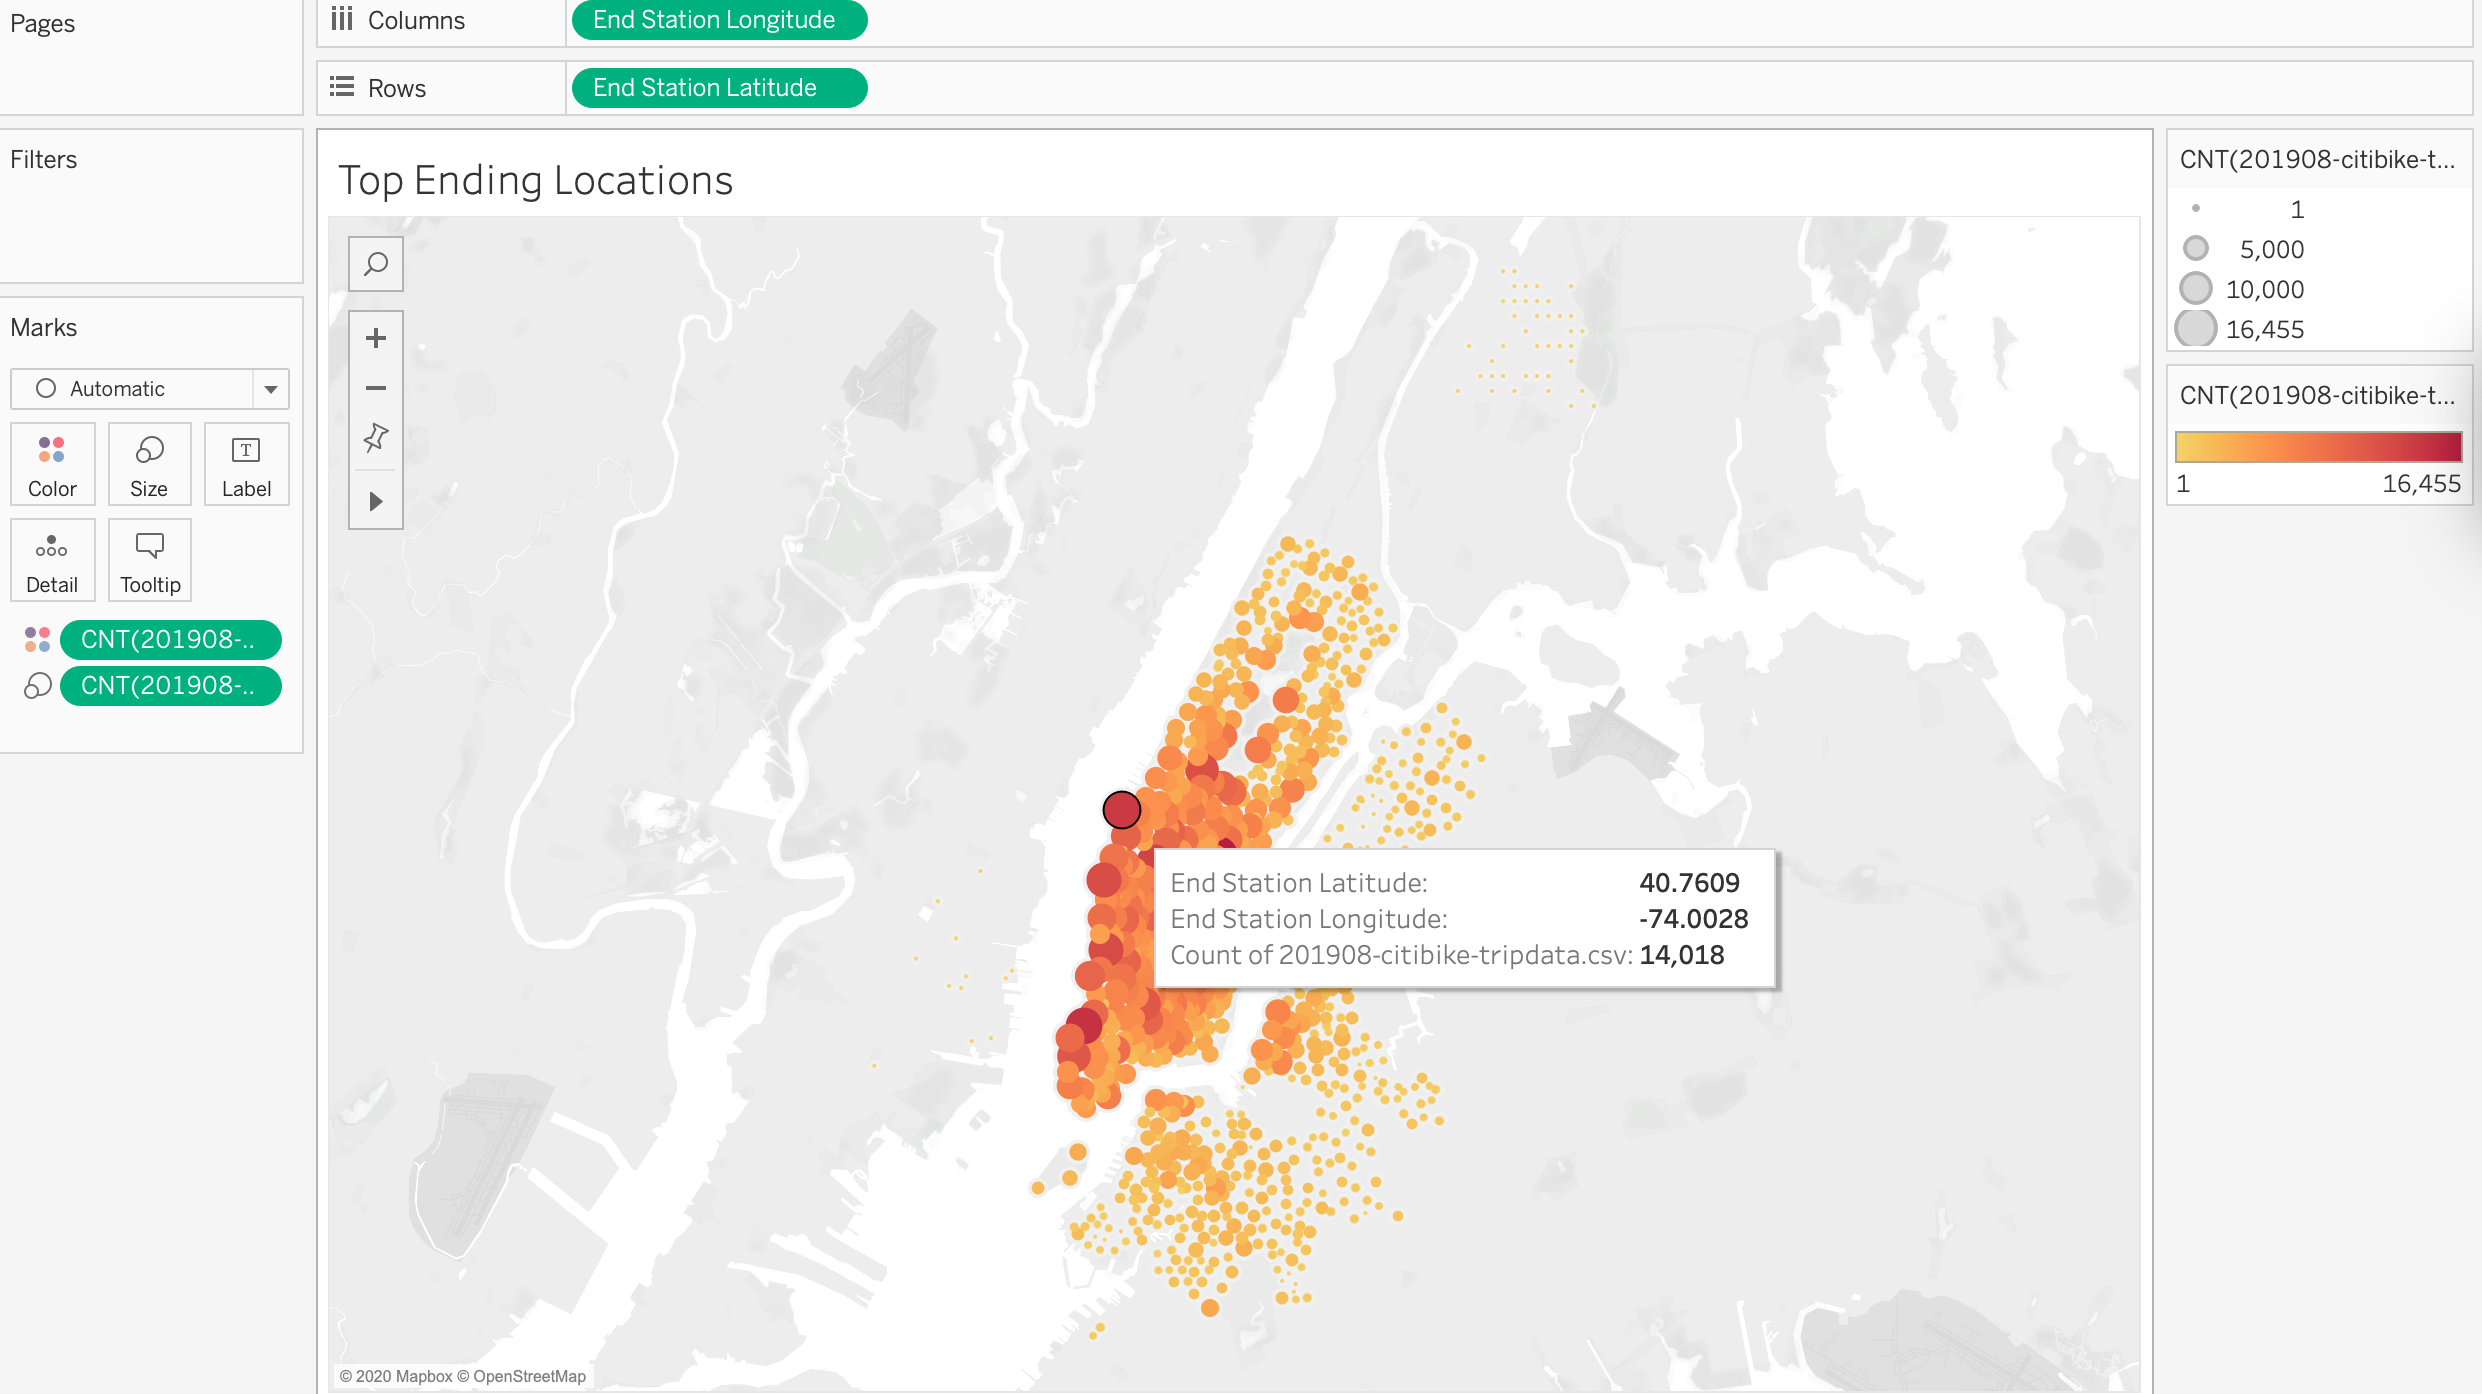 Pages
Columns
End Station Longitude
Rows
End Station Latitude
Filters
Marks
Automatic
Color
Size
T
Label
Detail
Tooltip
CNT(201908-..
CNT(201908-..
Top Ending Locations
End Station Latitude: 40.7609
End Station Longitude: -74.0028
Count of 201908-citibike-tripdata.csv: 14,018
© 2020 Mapbox © OpenStreetMap
CNT(201908-citibike-t...
1
5,000
10,000
16,455
CNT(201908-citibike-t...
1 16,455